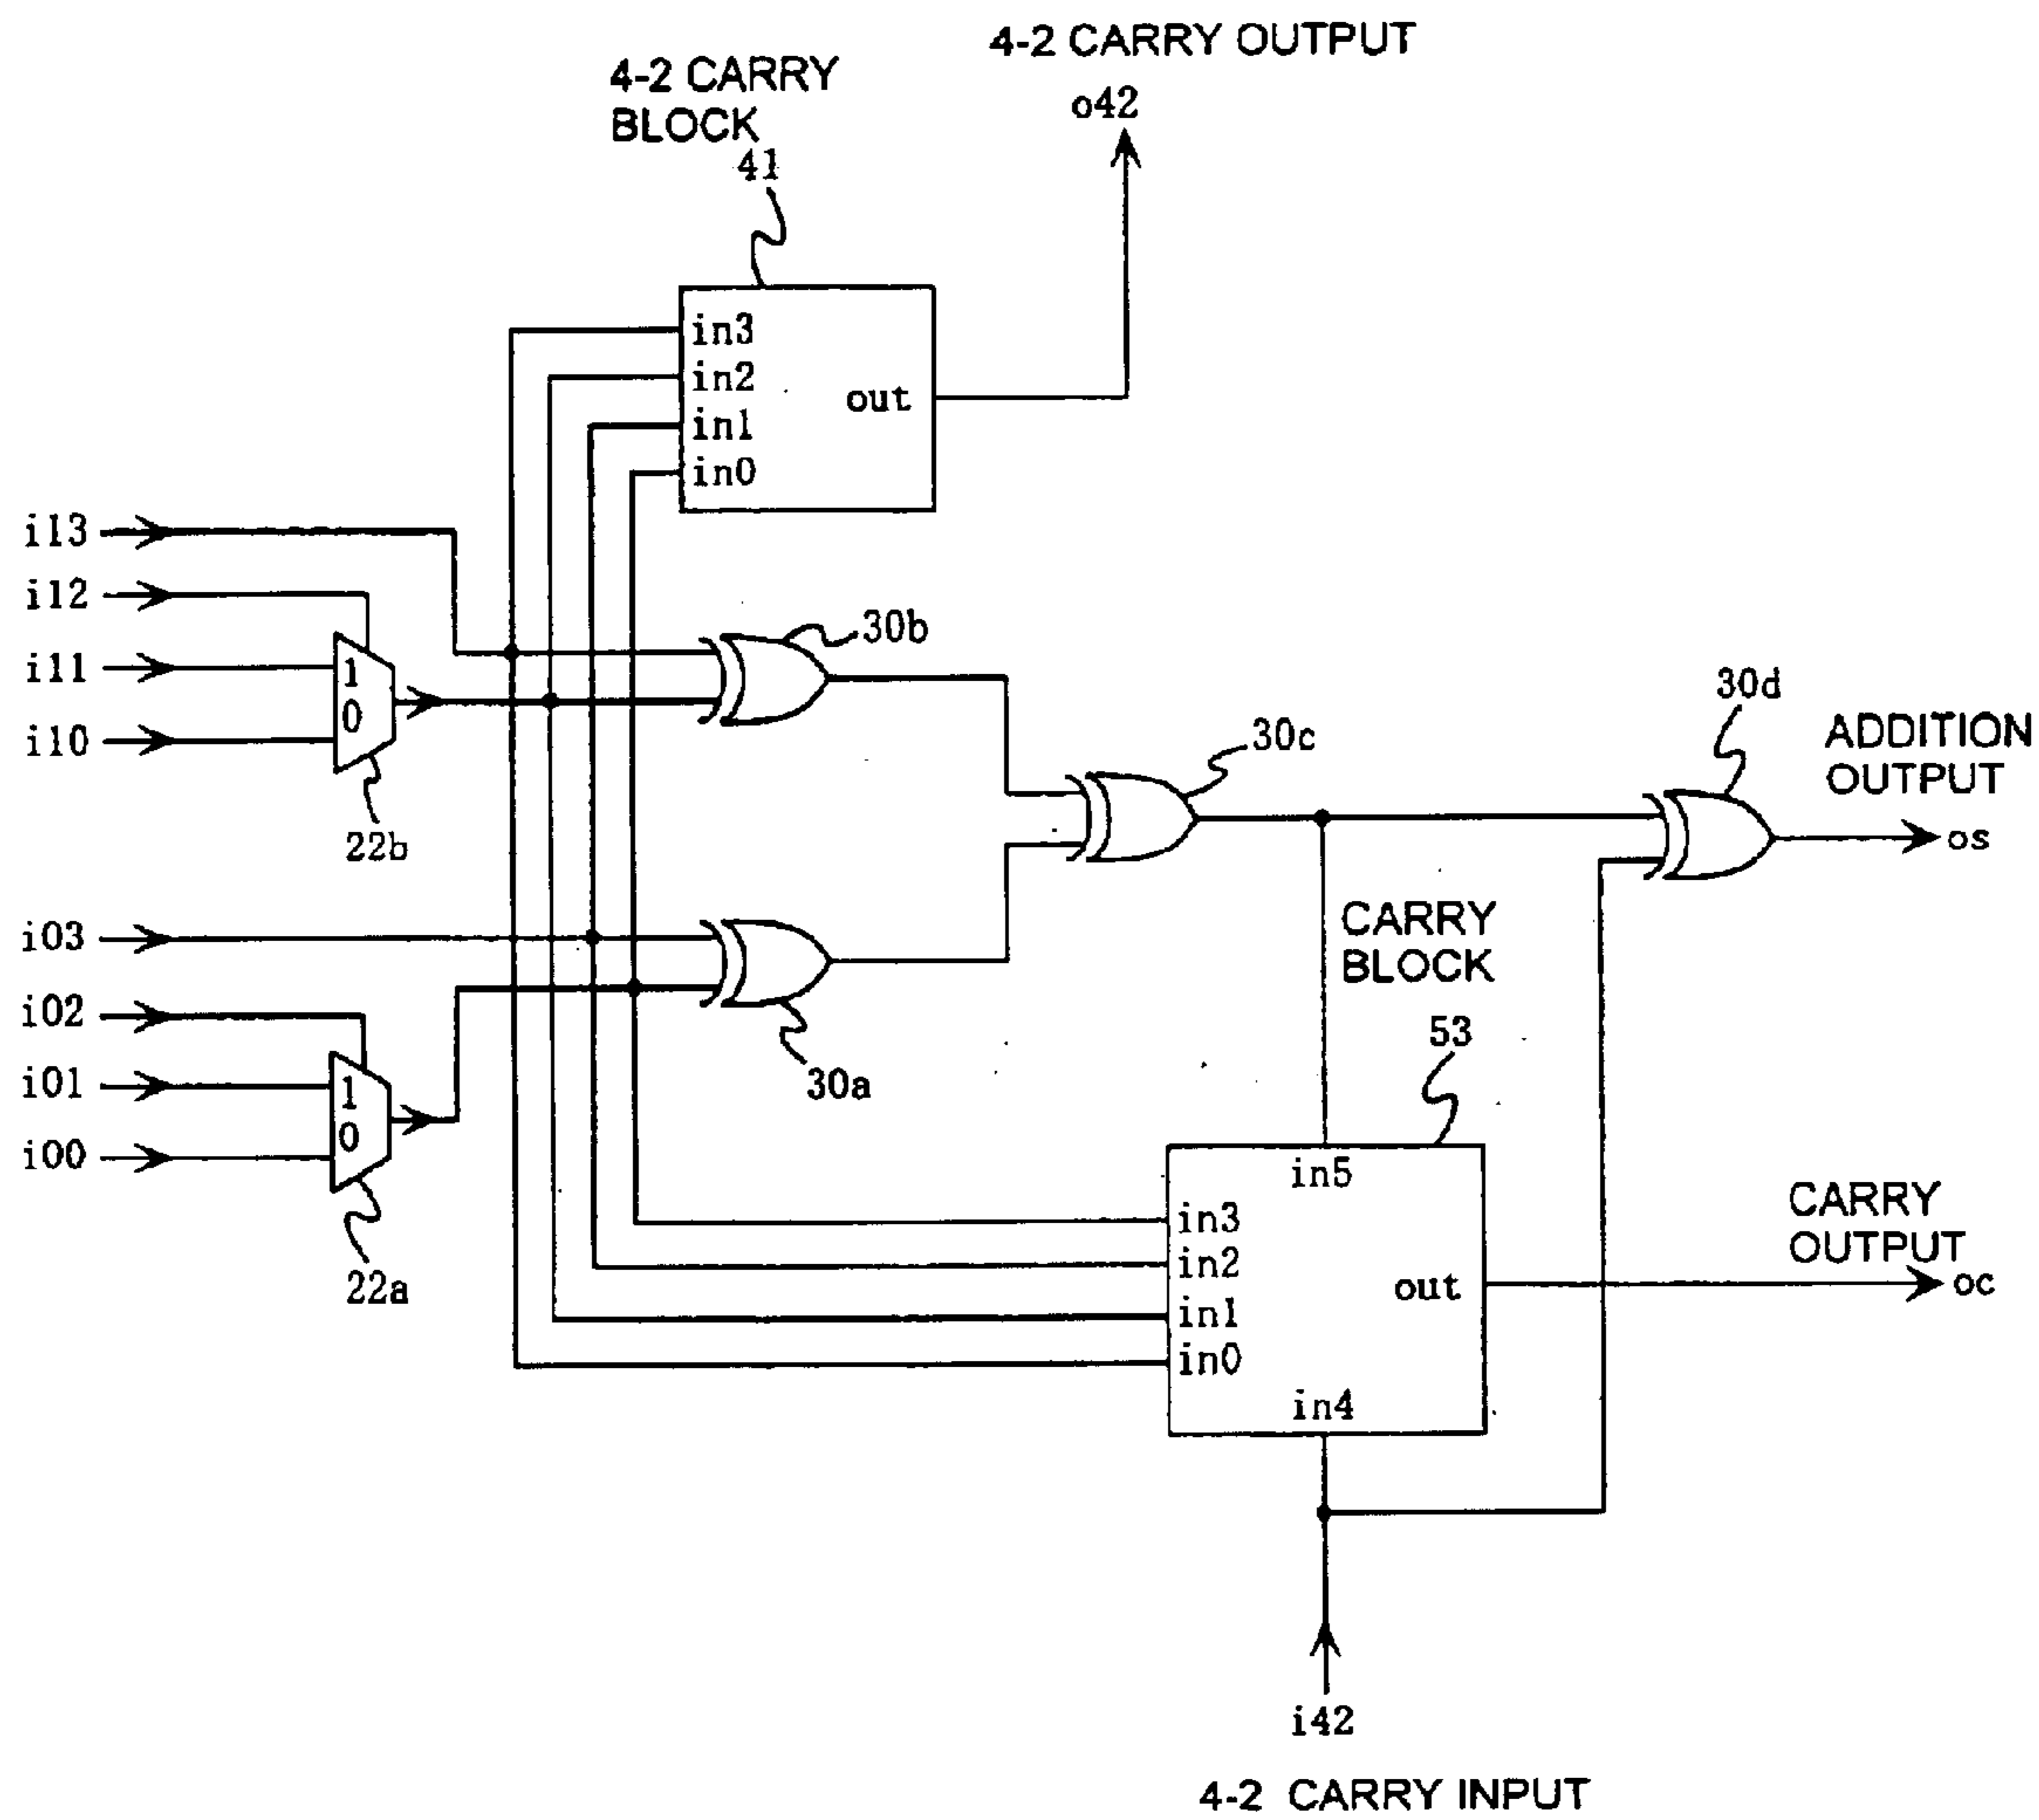 4-2 CARRY OUTPUT
o42
4-2 CARRY
BLOCK
41
in3
in2
in1
in0
out
i13
i12
i11
i10
1
0
22b
30b
30c
30d
ADDITION
OUTPUT
os
i03
i02
i01
i00
1
0
22a
30a
CARRY
BLOCK
53
in5
in3
in2
in1
in0
in4
out
CARRY
OUTPUT
oc
i42
4-2 CARRY INPUT